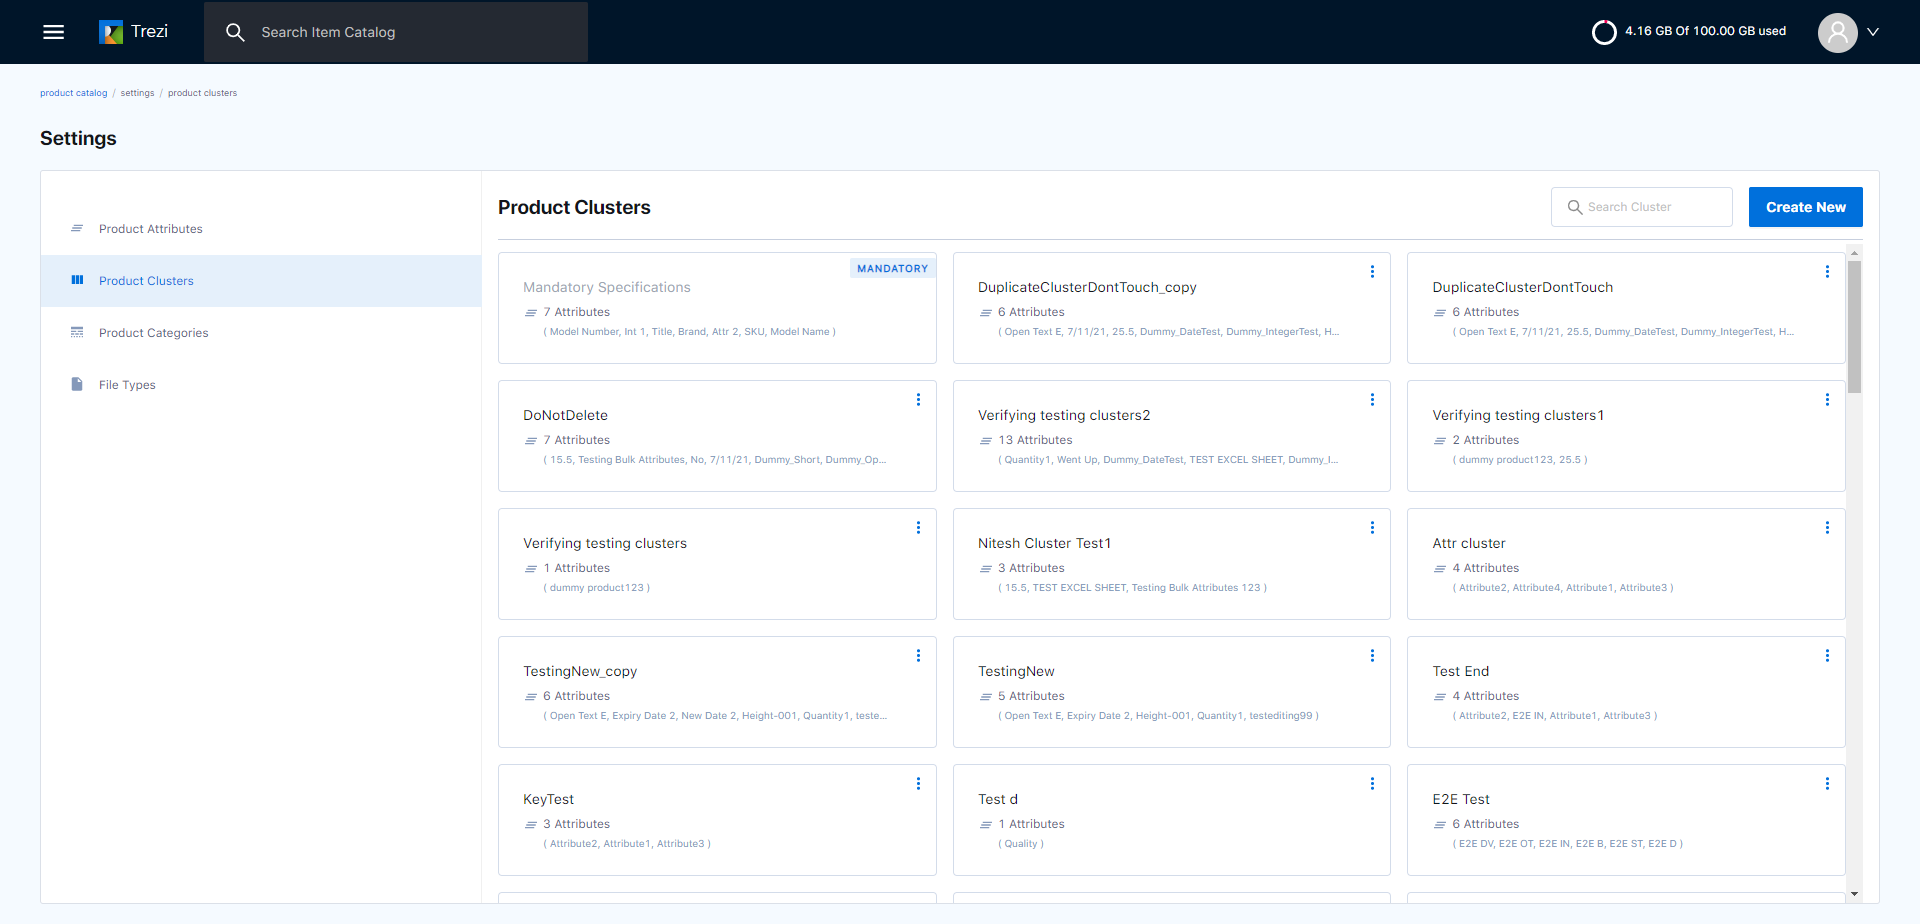 Trezi
Search Item Catalog
4.16 GB Of 100.00 GB used
product catalog / settings / product clusters
Settings
Product Attributes
Product Clusters
Product Categories
File Types
Product Clusters
Search Cluster
Create New
MANDATORY
Mandatory Specifications
7 Attributes
( Model Number, Int 1, Title, Brand, Attr 2, SKU, Model Name )
DuplicateClusterDontTouch_copy
6 Attributes
( Open Text E, 7/11/21, 25.5, Dummy_DateTest, Dummy_IntegerTest, H...
DuplicateClusterDontTouch
6 Attributes
( Open Text E, 7/11/21, 25.5, Dummy_DateTest, Dummy_IntegerTest, H...
DoNotDelete
7 Attributes
( 15.5, Testing Bulk Attributes, No, 7/11/21, Dummy_Short, Dummy_Op...
Verifying testing clusters2
13 Attributes
( Quantity1, Went Up, Dummy_DateTest, TEST EXCEL SHEET, Dummy_I...
Verifying testing clusters1
2 Attributes
( dummy product123, 25.5 )
Verifying testing clusters
1 Attributes
( dummy product123 )
Nitesh Cluster Test1
3 Attributes
( 15.5, TEST EXCEL SHEET, Testing Bulk Attributes 123 )
Attr cluster
4 Attributes
( Attribute2, Attribute4, Attribute1, Attribute3 )
TestingNew_copy
6 Attributes
( Open Text E, Expiry Date 2, New Date 2, Height-001, Quantity1, teste...
TestingNew
5 Attributes
( Open Text E, Expiry Date 2, Height-001, Quantity1, testediting99 )
Test End
4 Attributes
( Attribute2, E2E IN, Attribute1, Attribute3 )
KeyTest
3 Attributes
( Attribute2, Attribute1, Attribute3 )
Test d
1 Attributes
( Quality )
E2E Test
6 Attributes
( E2E DV, E2E OT, E2E IN, E2E B, E2E ST, E2E D )